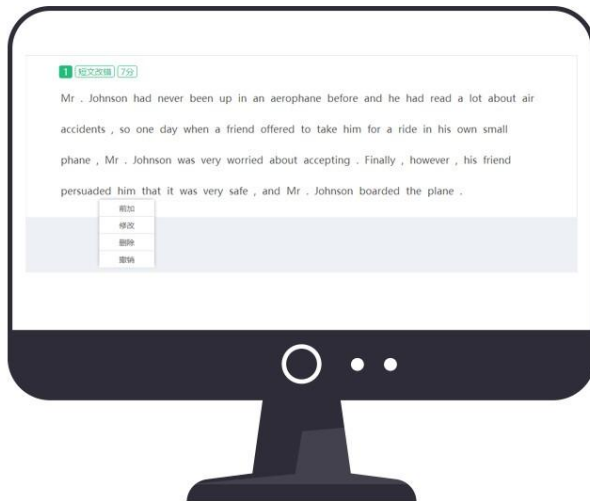 1 短文改错 7分
Mr . Johnson had never been up in an aerophane before and he had read a lot about air
accidents , so one day when a friend offered to take him for a ride in his own small
phane , Mr . Johnson was very worried about accepting . Finally , however , his friend
persuaded him that it was very safe , and Mr . Johnson boarded the plane .
前加
修改
删除
撤销